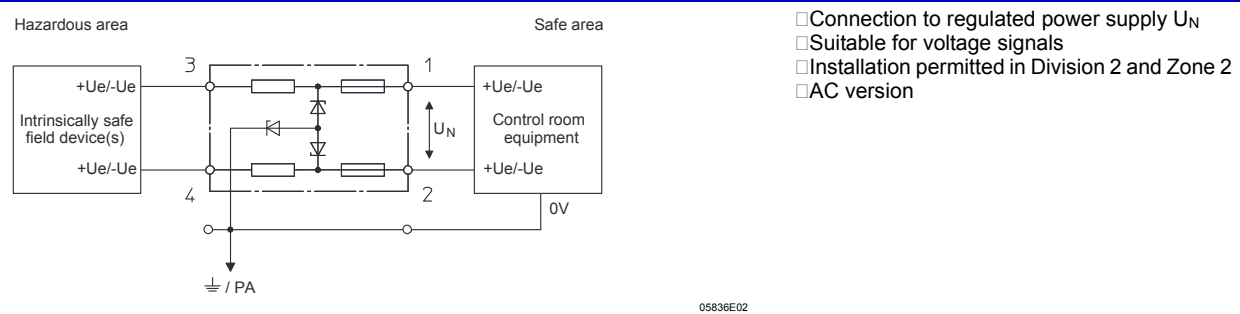 Hazardous area
Safe area
□Connection to regulated power supply UN
□Suitable for voltage signals
□Installation permitted in Division 2 and Zone 2
□AC version
3
1
+Ue/-Ue
+Ue/-Ue
Intrinsically safe
field device(s)
UN
Control room
equipment
+Ue/-Ue
+Ue/-Ue
4
2
0V
/ PA
05836E02